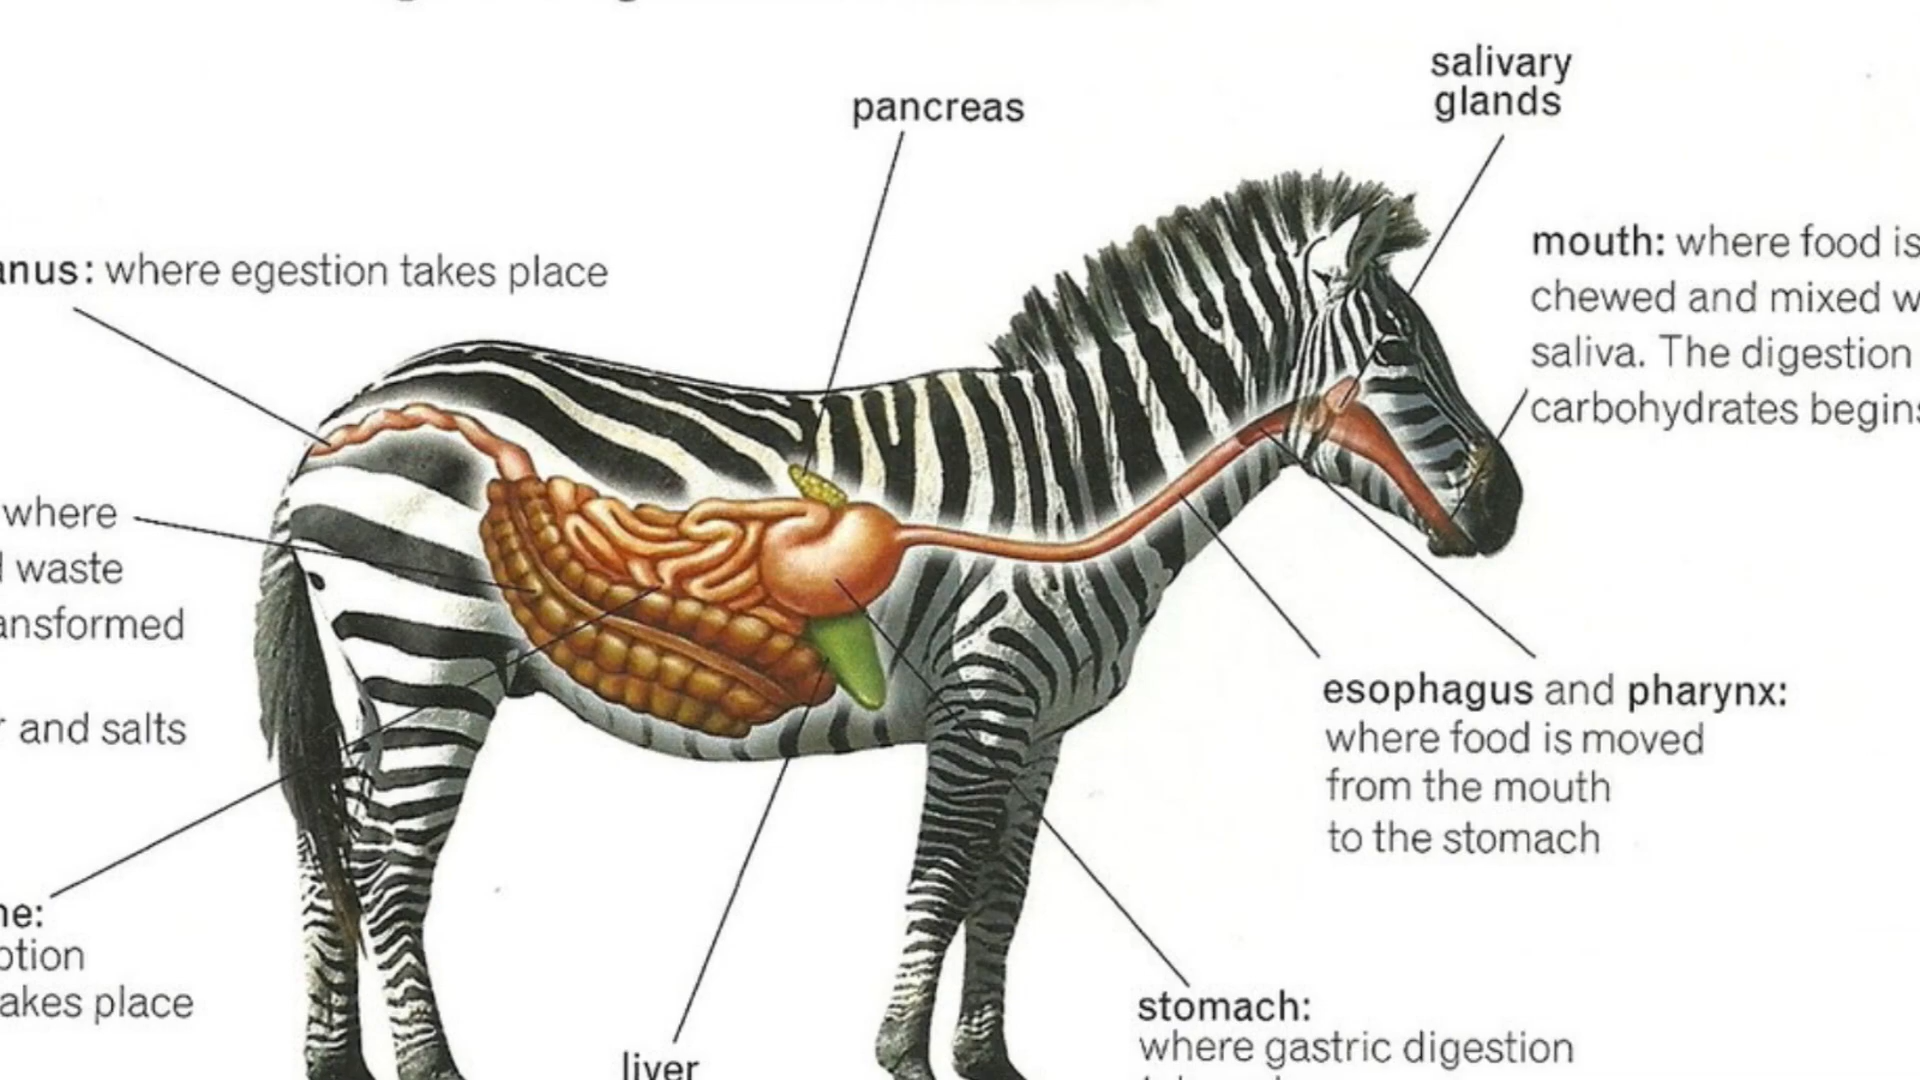 salivary
glands
pancreas
mouth: where food is
chewed and mixed w
saliva. The digestion
carbohydrates begins
anus: where egestion takes place
where
d waste
ansformed
r and salts
esophagus and pharynx:
where food is moved
from the mouth
to the stomach
ne:
ption
akes place
stomach:
where gastric digestion
liver